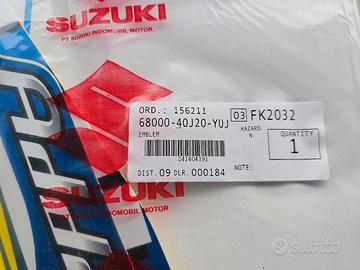 SUZUKI
PT SUZUKI INDOMOBIL MOTOR
ORD.: 156211
68000-40J20-YUJ 03 FK2032
EMBLEM HAZARD QUANTITY
N 1
042404391
DIST. 09 DLR. 000184 NOTE:
SUZUKI
PT SUZUKI INDOMOBIL MOTOR
subito